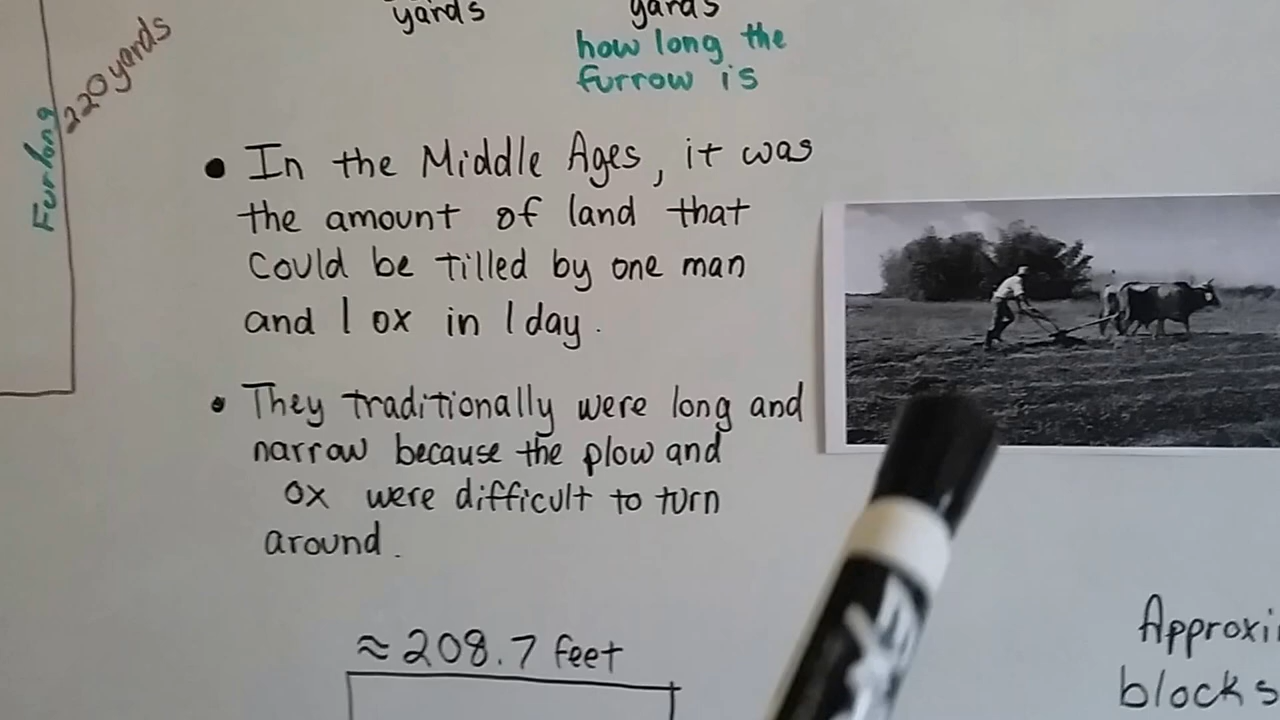 yards
yards
how long the
furrow is
220 yards
Furlong
• In the Middle Ages, it was
the amount of land that
could be tilled by one man
and 1 ox in 1 day.
• They traditionally were long and
narrow because the plow and
ox were difficult to turn
around.
≈ 208.7 feet
blocks